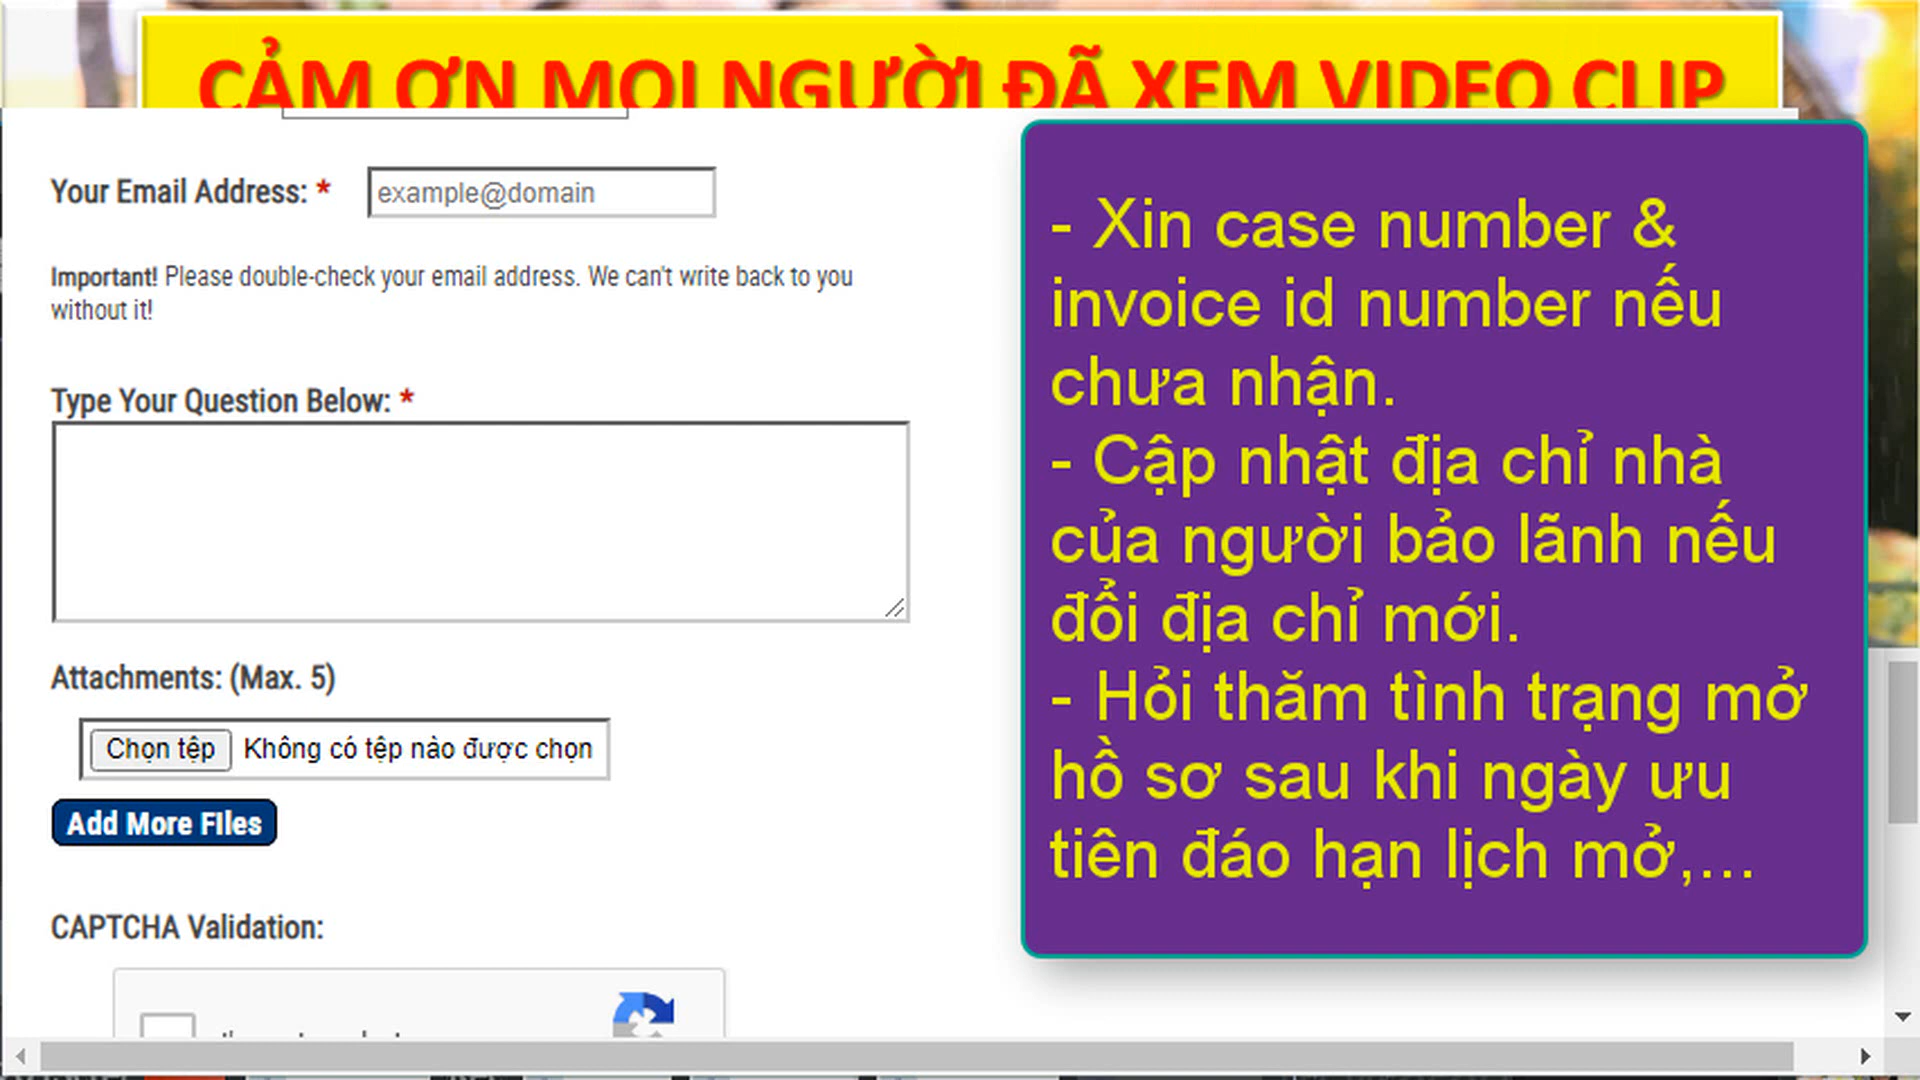 CẢM ƠN MỌI NGƯỜI ĐÃ XEM VIDEO CLIP
Your Email Address: *
example@domain
Important! Please double-check your email address. We can't write back to you
without it!
Type Your Question Below: *
Attachments: (Max. 5)
Chọn tệp Không có tệp nào được chọn
Add More FIles
CAPTCHA Validation:
- Xin case number &
invoice id number nếu
chưa nhận.
- Cập nhật địa chỉ nhà
của người bảo lãnh nếu
đổi địa chỉ mới.
- Hỏi thăm tình trạng mở
hồ sơ sau khi ngày ưu
tiên đáo hạn lịch mở,...